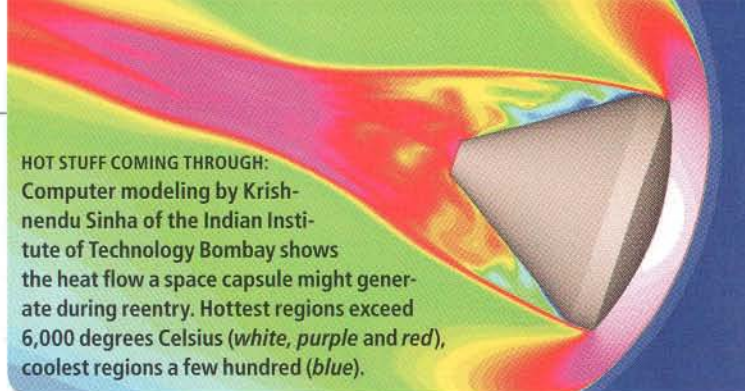 HOT STUFF COMING THROUGH:
Computer modeling by Krish-
nendu Sinha of the Indian Insti-
tute of Technology Bombay shows
the heat flow a space capsule might gener-
ate during reentry. Hottest regions exceed
6,000 degrees Celsius (white, purple and red),
coolest regions a few hundred (blue).